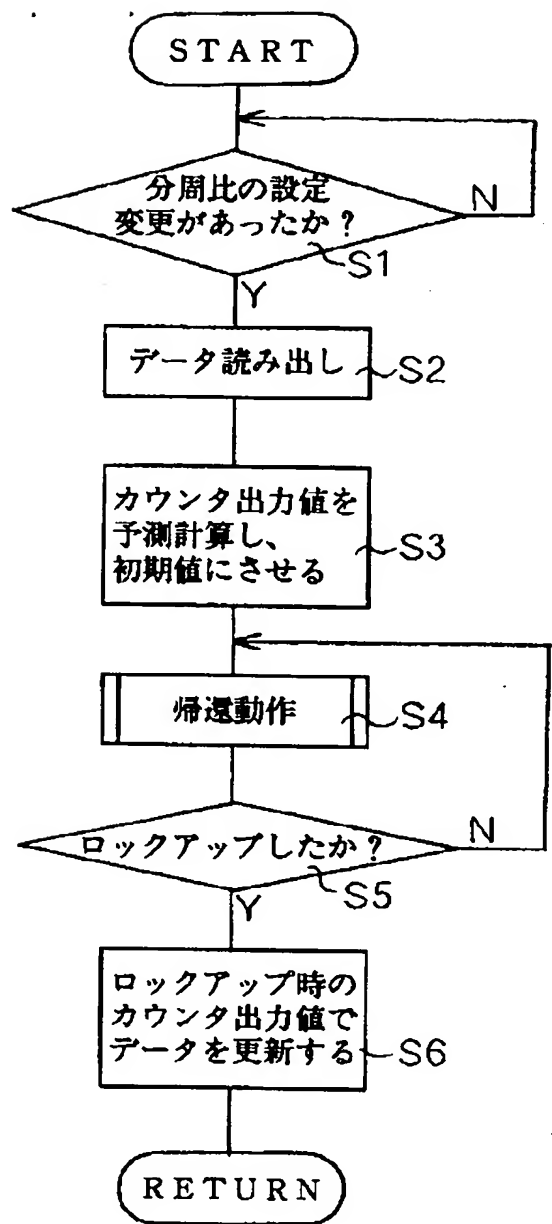 START
分周比の設定
変更があったか？
N
S1
Y
データ読み出し
S2
カウンタ出力値を
予測計算し、
初期値にさせる
S3
帰還動作
S4
ロックアップしたか？
N
S5
Y
ロックアップ時の
カウンタ出力値で
データを更新する
S6
RETURN